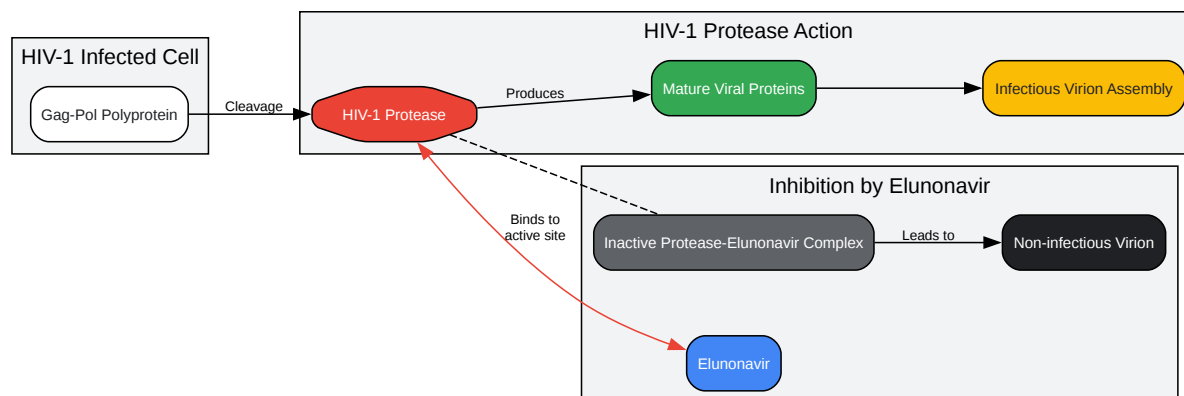 HIV-1 Infected Cell
Gag-Pol Polyprotein
Cleavage
HIV-1 Protease Action
HIV-1 Protease
Produces
Mature Viral Proteins
Infectious Virion Assembly
Binds to
active site
Inhibition by Elunonavir
Inactive Protease-Elunonavir Complex
Leads to
Non-infectious Virion
Elunonavir